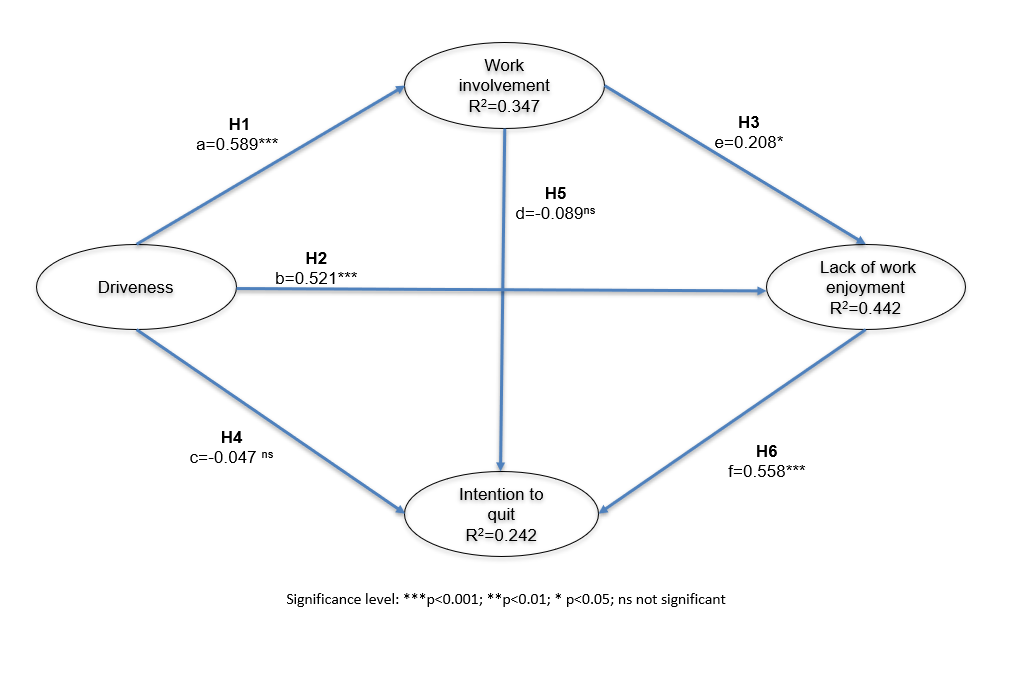 Work
involvement
R²=0.347
H1
a=0.589***
H3
e=0.208*
H5
d=-0.089ⁿˢ
H2
b=0.521***
Driveness
Lack of work
enjoyment
R²=0.442
H4
c=-0.047 ⁿˢ
H6
f=0.558***
Intention to
quit
R²=0.242
Significance level: ***p<0.001; **p<0.01; * p<0.05; ns not significant